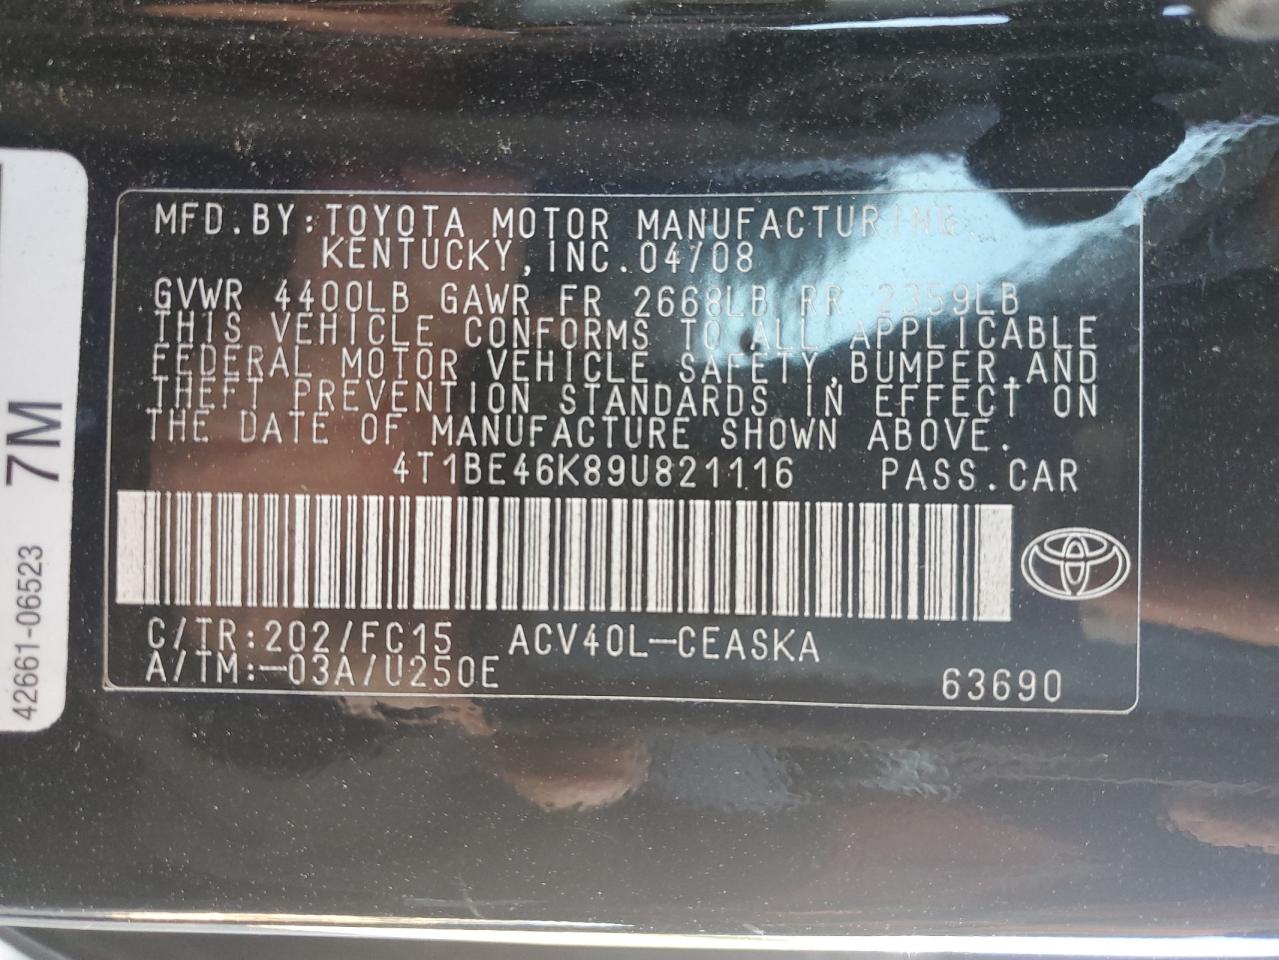 MFD.BY:TOYOTA MOTOR MANUFACTURING
KENTUCKY,INC.04/08
GVWR 4400LB GAWR FR 2668LB RR 2359LB
THIS VEHICLE CONFORMS TO ALL APPLICABLE
FEDERAL MOTOR VEHICLE SAFETY,BUMPER,AND
THEFT PREVENTION STANDARDS IN EFFECT ON
THE DATE OF MANUFACTURE SHOWN ABOVE.
4T1BE46K89U821116 PASS.CAR
C/TR:202/FC15 ACV40L-CEASKA
A/TM:-03A/U250E
63690
42661-06523 7M